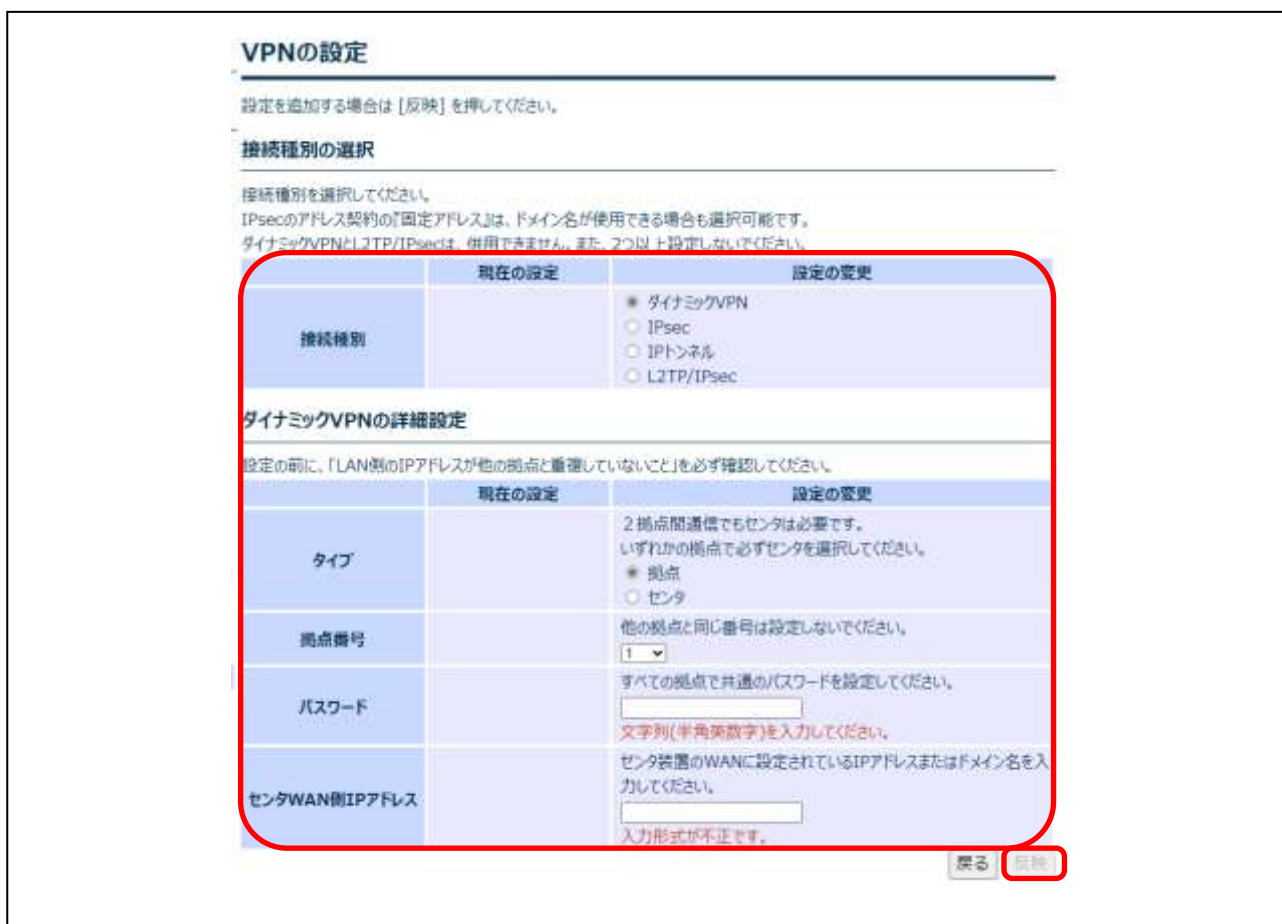 VPNの設定
設定を追加する場合は [反映] を押してください。
接続種別の選択
接続種別を選択してください。
IPsecのアドレス契約の『固定アドレス』は、ドメイン名が使用できる場合も選択可能です。
ダイナミックVPNとL2TP/IPsecは、併用できません。また、2つ以上設定しないでください。
現在の設定 設定の変更
接続種別
ダイナミックVPN
IPsec
IPトンネル
L2TP/IPsec
ダイナミックVPNの詳細設定
設定の前に、「LAN側のIPアドレスが他の拠点と重複していないこと」を必ず確認してください。
現在の設定 設定の変更
タイプ
2拠点間通信でもセンタは必要です。
いずれかの拠点で必ずセンタを選択してください。
拠点
センタ
拠点番号
他の拠点と同じ番号は設定しないでください。
1
パスワード
すべての拠点で共通のパスワードを設定してください。
文字列(半角英数字)を入力してください。
センタWAN側IPアドレス
センタ装置のWANに設定されているIPアドレスまたはドメイン名を入
力してください。
入力形式が不正です。
戻る 反映